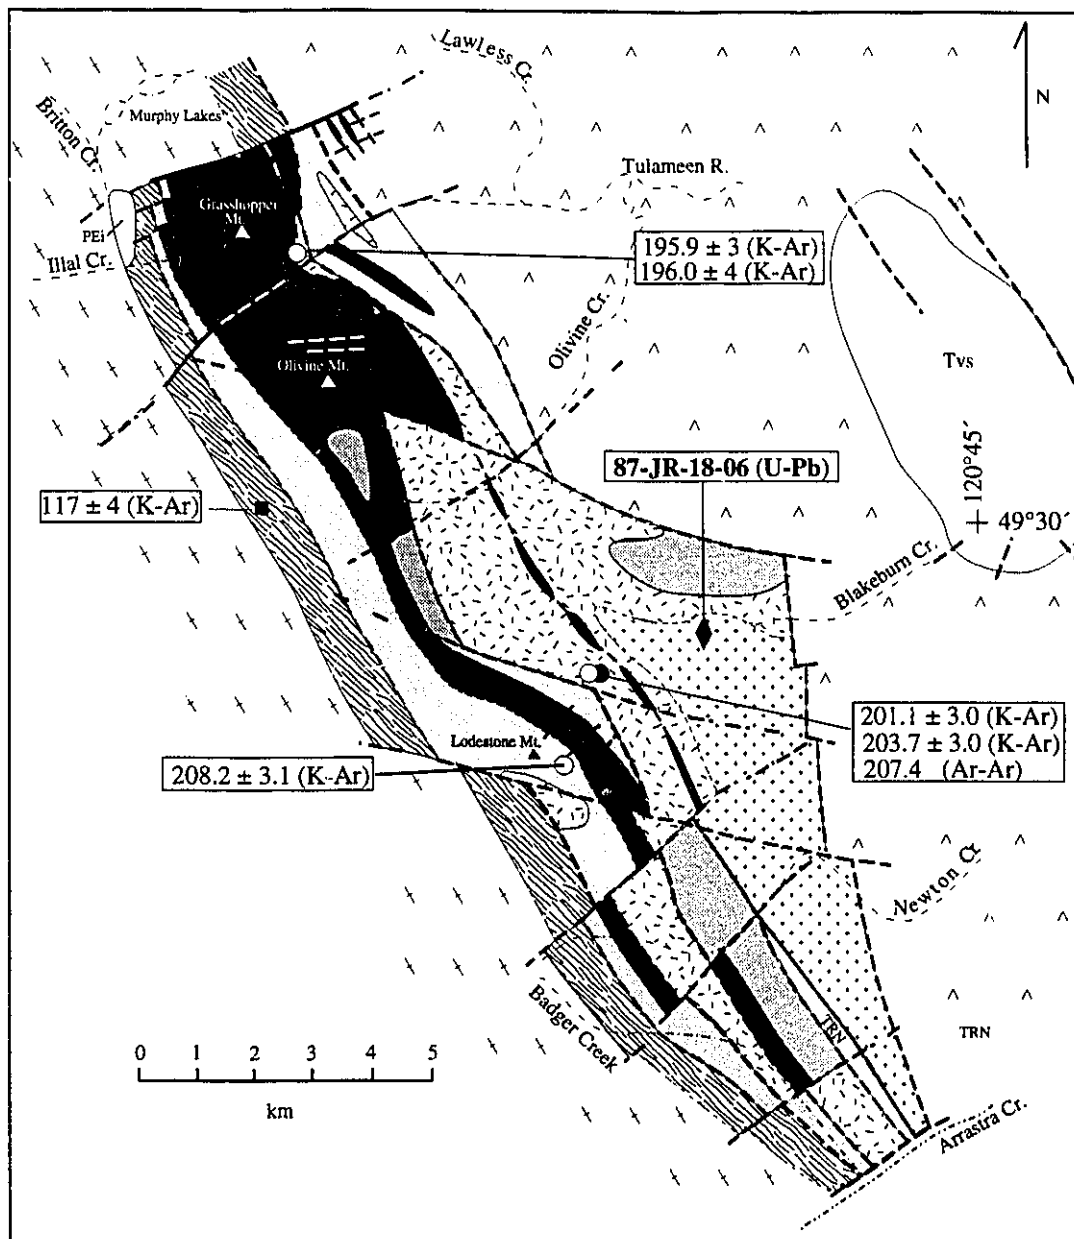 Lawless Cr.
N
Britton Cr.
Murphy Lakes
Tulameen R.
Grasshopper
Mt.
PEi
Illal Cr.
195.9 ± 3 (K-Ar)
196.0 ± 4 (K-Ar)
Olivine Cr.
Olivine Mt.
Tvs
120°45´
87-JR-18-06 (U-Pb)
117 ± 4 (K-Ar)
49°30´
Blakeburn Cr.
201.1 ± 3.0 (K-Ar)
203.7 ± 3.0 (K-Ar)
207.4 (Ar-Ar)
Lodestone Mt.
208.2 ± 3.1 (K-Ar)
Newton Cr.
Badger Creek
TRN
TRN
0 1 2 3 4 5
km
Arrastra Cr.